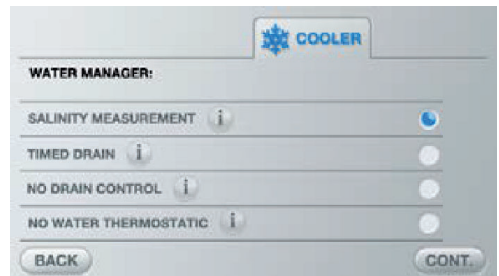 COOLER
WATER MANAGER:
SALINITY MEASUREMENT i
TIMED DRAIN i
NO DRAIN CONTROL i
NO WATER THERMOSTATIC i
BACK CONT.